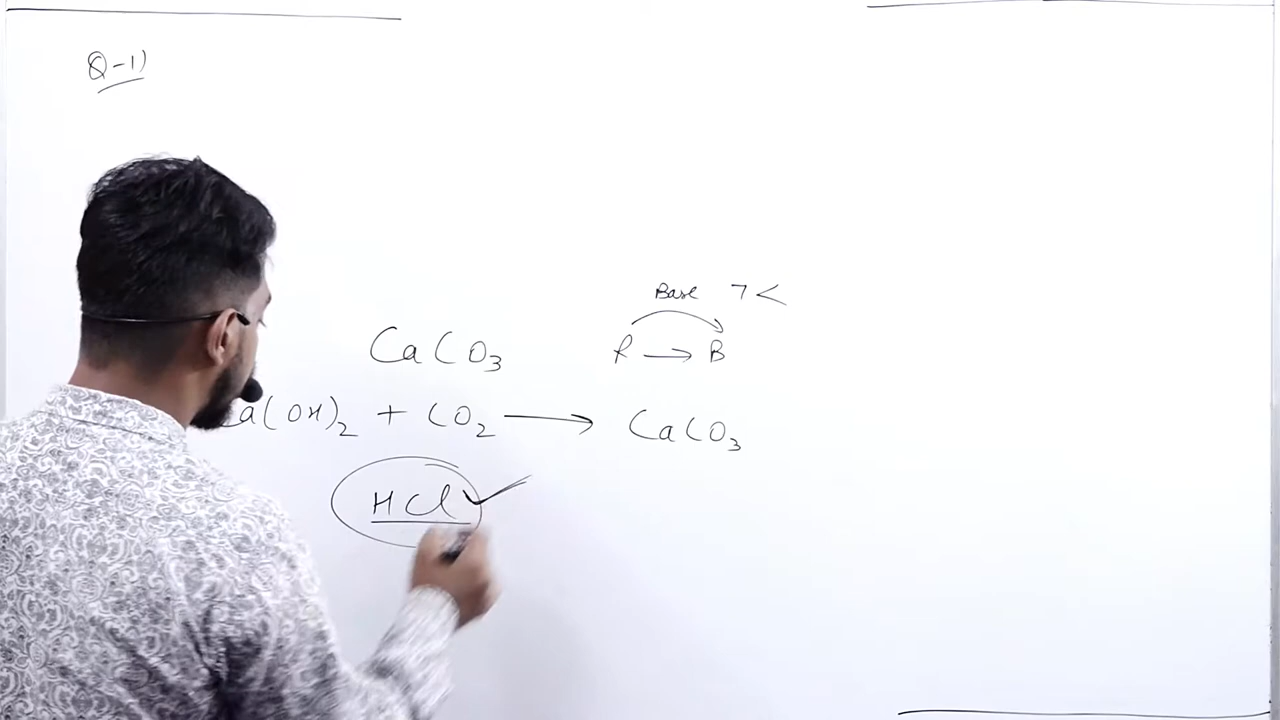 Q-1)
Base 7 <
CaCO3 R → B
a(OH)2 + CO2 → CaCO3
HCl ✓